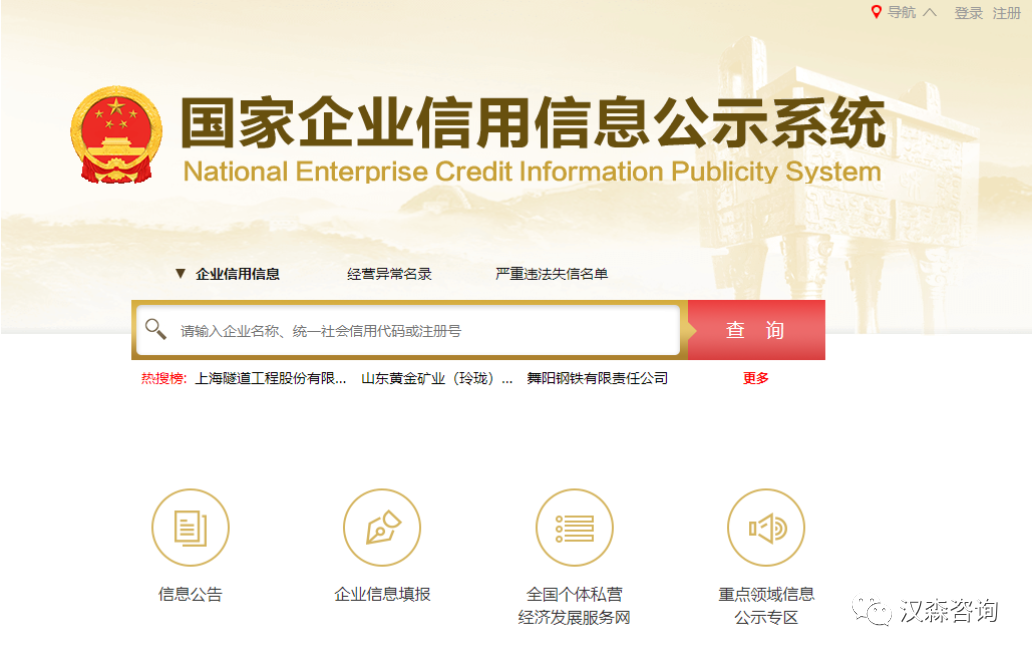 导航 登录 注册
国家企业信用信息公示系统
National Enterprise Credit Information Publicity System
▼ 企业信用信息 经营异常名录 严重违法失信名单
请输入企业名称、统一社会信用代码或注册号 查 询
热搜榜: 上海隧道工程股份有限... 山东黄金矿业（玲珑）... 舞阳钢铁有限责任公司 更多
信息公告 企业信息填报 全国个体私营 重点领域信息
经济发展服务网 公示专区
汉森咨询